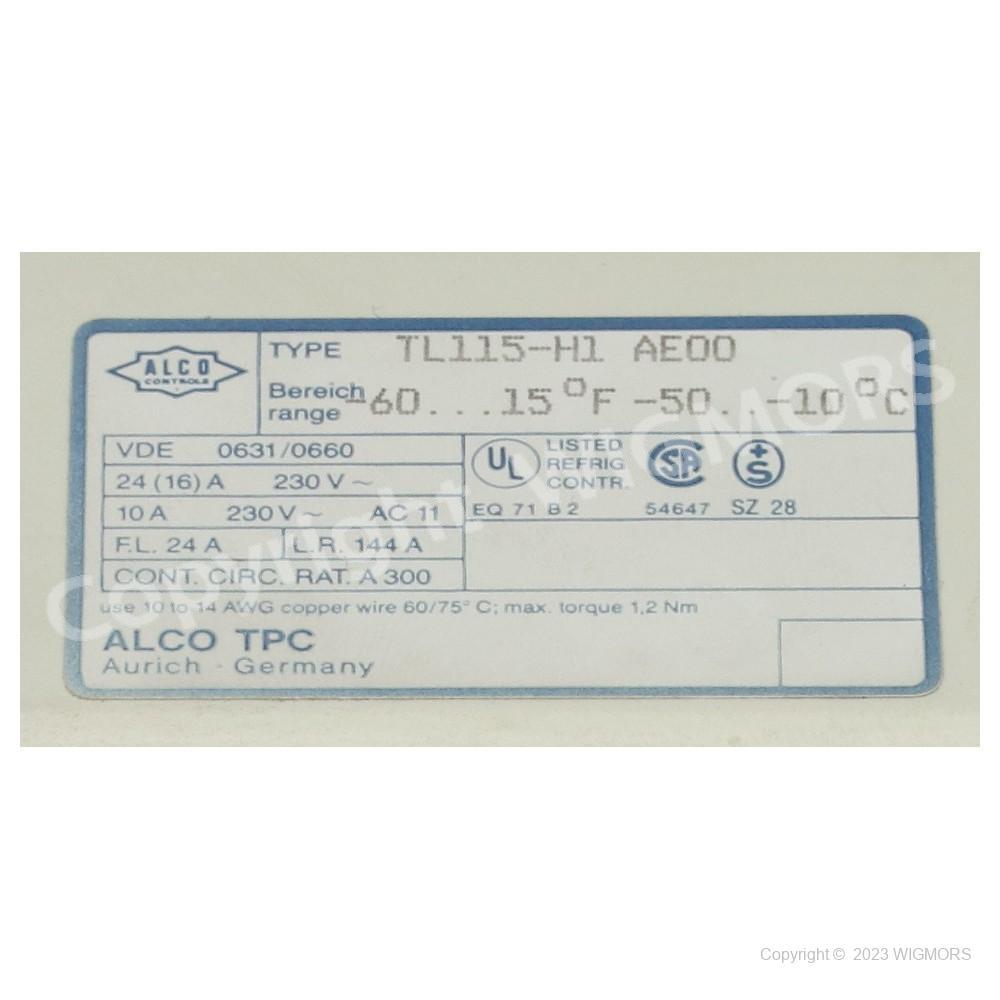 ALCO
CONTROLS
TYPE TL115-H1 AE00
Bereich
range -60...15°F -50..-10°C
VDE 0631/0660
24 (16) A 230 V ~
10 A 230 V ~ AC 11
F.L. 24 A L.R. 144 A
CONT. CIRC. RAT. A 300
UL LISTED
REFRIG
CONTR.
EQ 71 B 2
SA
54647
+S
SZ 28
use 10 to 14 AWG copper wire 60/75° C; max. torque 1,2 Nm
ALCO TPC
Aurich · Germany
Copyright WIGMORS
Copyright © 2023 WIGMORS